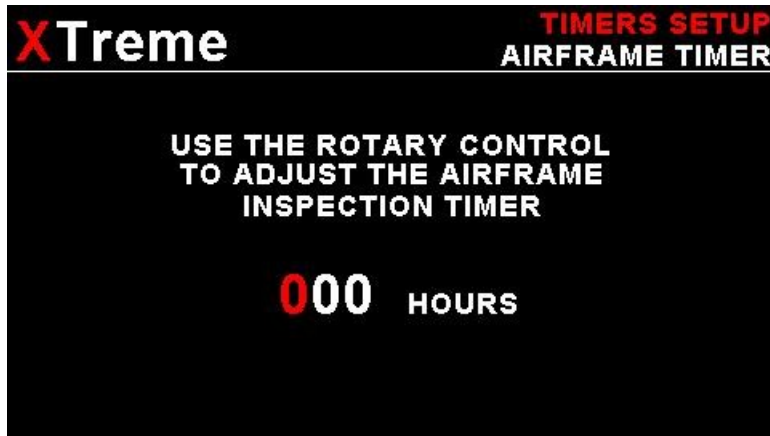 XTreme
TIMERS SETUP
AIRFRAME TIMER
USE THE ROTARY CONTROL
TO ADJUST THE AIRFRAME
INSPECTION TIMER
000 HOURS